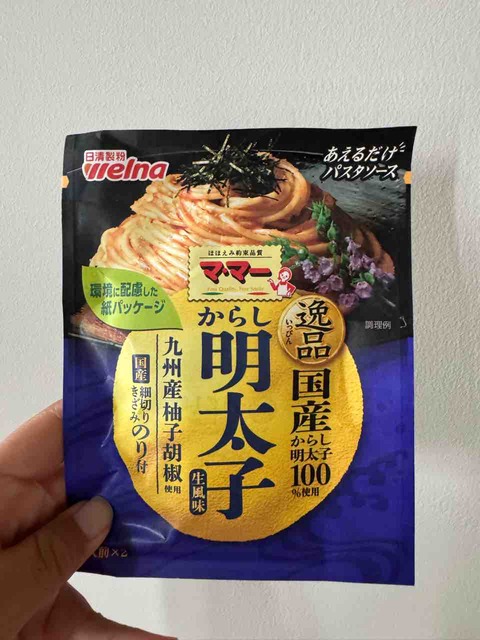 日清製粉
Welna
あえるだけ
パスタソース
ほほえみ約束品質
マ・マー
環境に配慮した
紙パッケージ
調理例
逸品
いっぴん
からし
明太子
生風味
国産
からし
明太子
100
%使用
九州産柚子胡椒
使用
国産
細切り
きざみ
のり付
人前×2